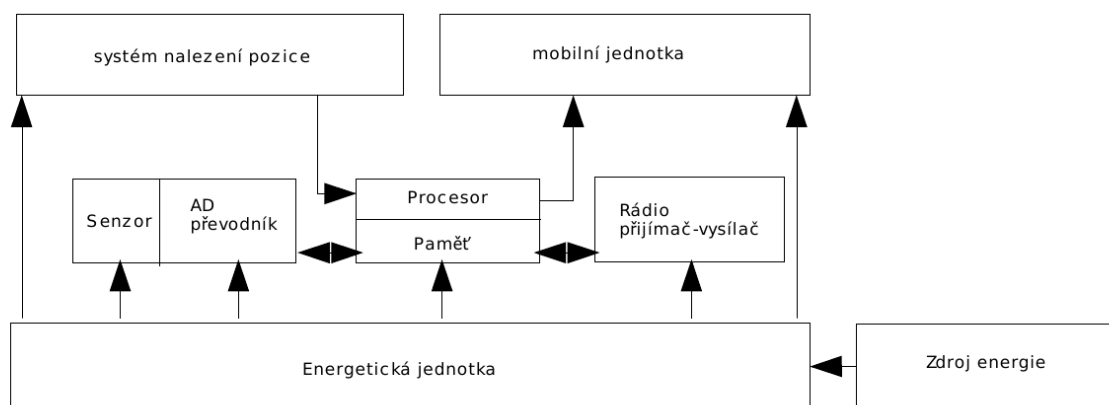 systém nalezení pozice
mobilní jednotka
Senzor
AD
převodník
Procesor
Paměť
Rádio
přijímač-vysílač
Energetická jednotka
Zdroj energie